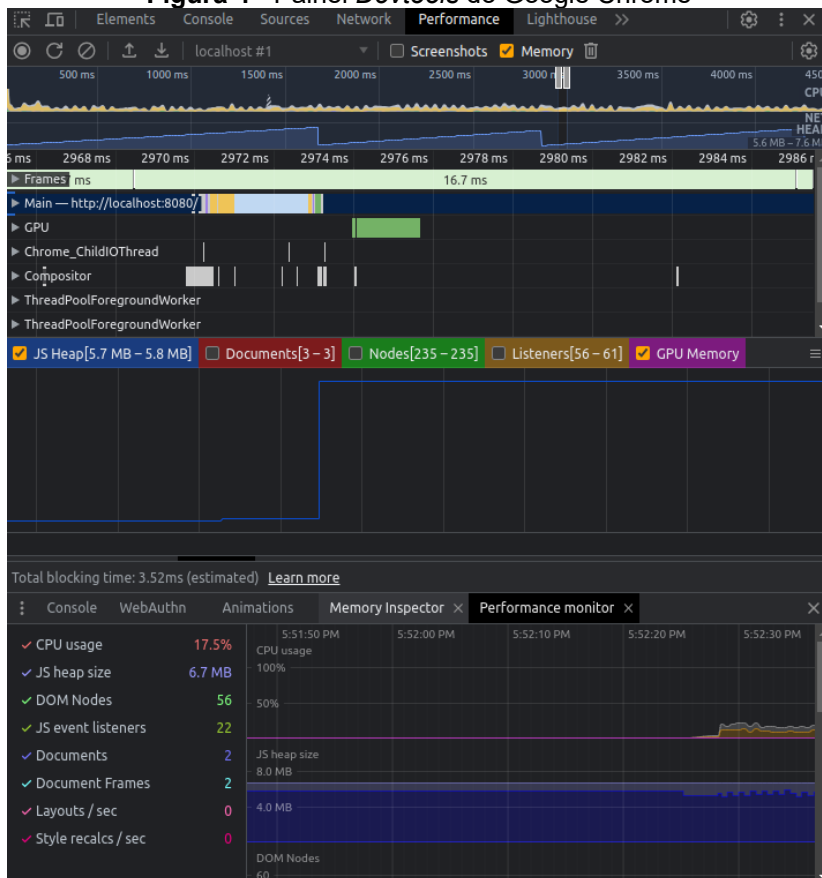 Figura 1 - Painel Devtools do Google Chrome
Elements Console Sources Network Performance Lighthouse >>
localhost #1 Screenshots Memory
500 ms 1000 ms 1500 ms 2000 ms 2500 ms 3000 3500 ms 4000 ms 450
CPU
NET
HEAP
5.6 MB – 7.6 M
6 ms 2968 ms 2970 ms 2972 ms 2974 ms 2976 ms 2978 ms 2980 ms 2982 ms 2984 ms 2986 r
Frames ms 16.7 ms
Main — http://localhost:8080/
GPU
Chrome_ChildIOThread
Compositor
ThreadPoolForegroundWorker
ThreadPoolForegroundWorker
JS Heap[5.7 MB – 5.8 MB] Documents[3 – 3] Nodes[235 – 235] Listeners[56 – 61] GPU Memory
Total blocking time: 3.52ms (estimated) Learn more
Console WebAuthn Animations Memory Inspector × Performance monitor ×
5:51:50 PM 5:52:00 PM 5:52:10 PM 5:52:20 PM 5:52:30 PM
CPU usage 17.5%
JS heap size 6.7 MB
DOM Nodes 56
JS event listeners 22
Documents 2
Document Frames 2
Layouts / sec 0
Style recalcs / sec 0
CPU usage
100%
50%
JS heap size
8.0 MB
4.0 MB
DOM Nodes
60